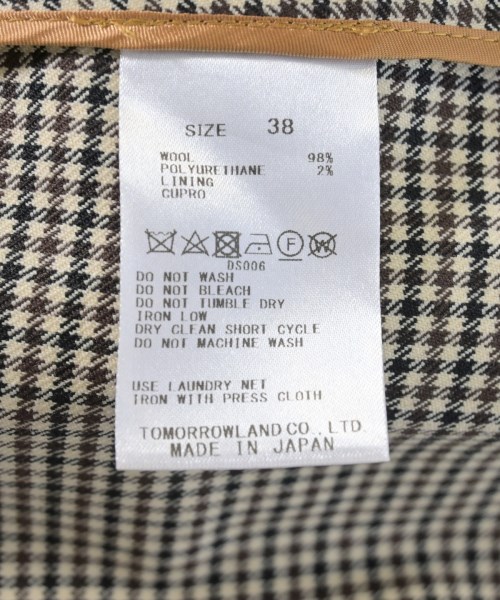 SIZE 38
WOOL 98%
POLYURETHANE 2%
LINING
CUPRO
F W
DS006
DO NOT WASH
DO NOT BLEACH
DO NOT TUMBLE DRY
IRON LOW
DRY CLEAN SHORT CYCLE
DO NOT MACHINE WASH
USE LAUNDRY NET
IRON WITH PRESS CLOTH
TOMORROWLAND CO., LTD.
MADE IN JAPAN